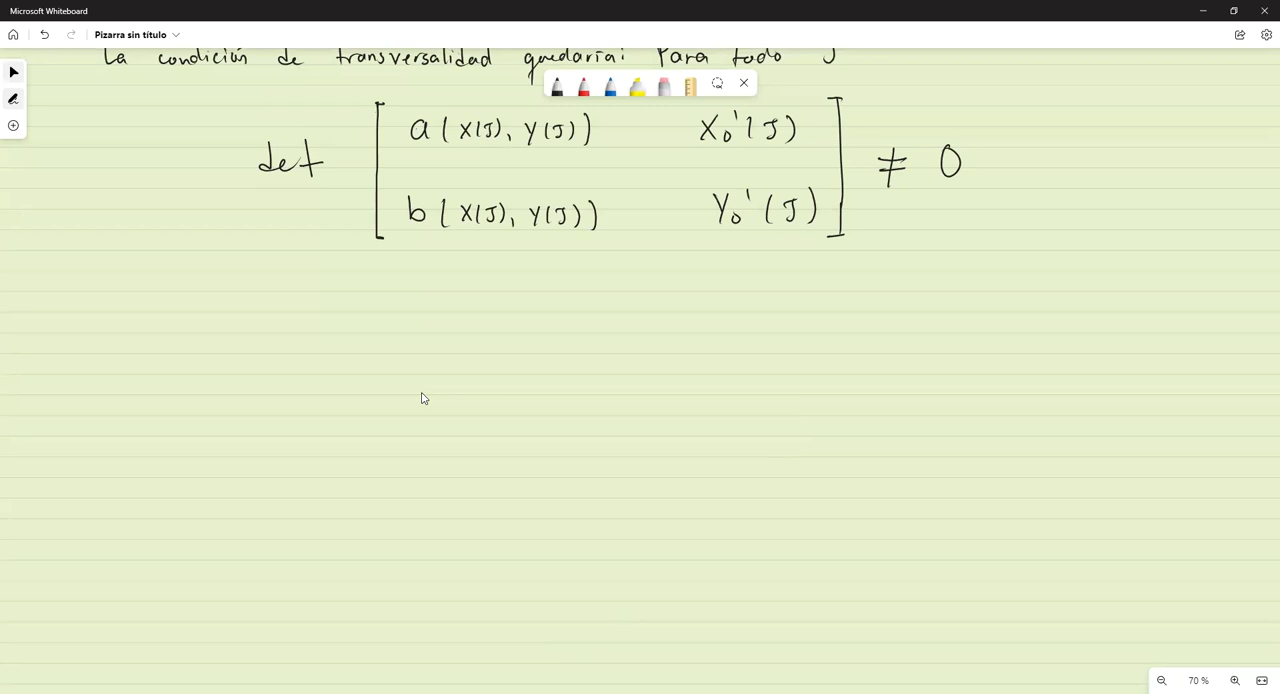 Microsoft Whiteboard
Pizarra sin título
la condición de transversalidad quedaría: Para todo J
det [ a(X(J), Y(J)) X₀'(J) ] ≠ 0
b(X(J), Y(J)) Y₀'(J)
70 %